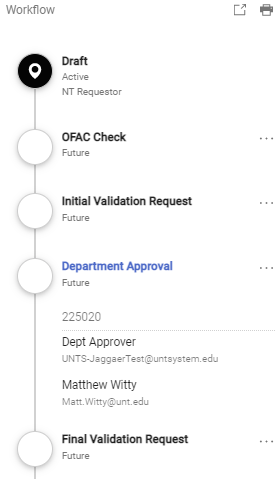 Workflow
Draft
Active
NT Requestor
OFAC Check
Future
Initial Validation Request
Future
Department Approval
Future
225020
Dept Approver
UNTS-JaggaerTest@untsystem.edu
Matthew Witty
Matt.Witty@unt.edu
Final Validation Request
Future